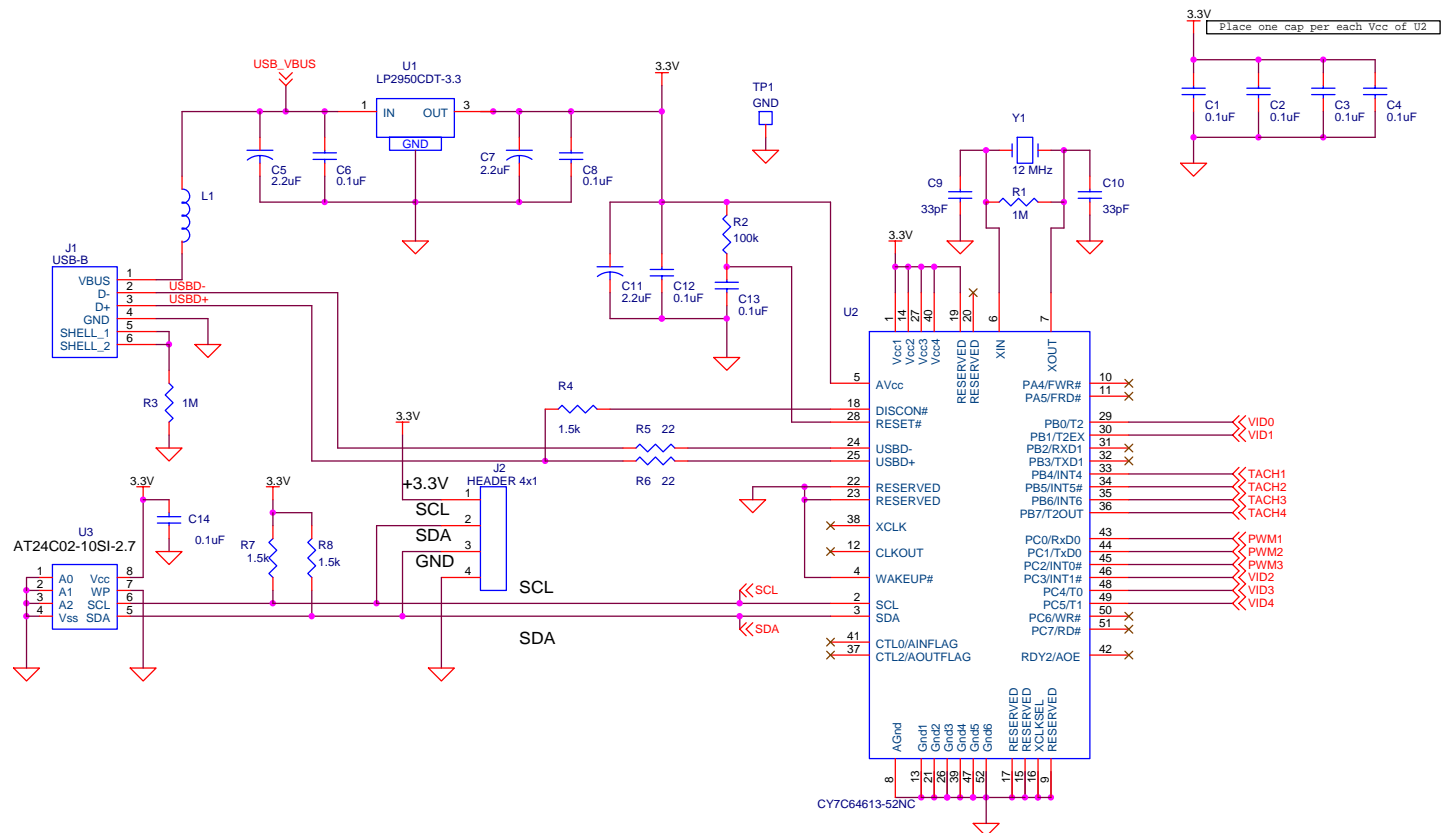 3.3V
Place one cap per each Vcc of U2
C1
0.1uF
C2
0.1uF
C3
0.1uF
C4
0.1uF
USB_VBUS
U1
LP2950CDT-3.3
1
IN
OUT
3
GND
3.3V
TP1
GND
C5
2.2uF
C6
0.1uF
C7
2.2uF
C8
0.1uF
L1
Y1
12 MHz
C9
33pF
R1
1M
C10
33pF
R2
100k
C11
2.2uF
C12
0.1uF
C13
0.1uF
J1
USB-B
VBUS 1
D- 2
D+ 3
GND 4
SHELL_1 5
SHELL_2 6
USBD-
USBD+
R3
1M
3.3V
U2
1 Vcc1
14 Vcc2
27 Vcc3
40 Vcc4
19 RESERVED
20 RESERVED
6 XIN
7 XOUT
5 AVcc
18 DISCON#
28 RESET#
24 USBD-
25 USBD+
22 RESERVED
23 RESERVED
38 XCLK
12 CLKOUT
4 WAKEUP#
2 SCL
3 SDA
41 CTL0/AINFLAG
37 CTL2/AOUTFLAG
PA4/FWR# 10
PA5/FRD# 11
PB0/T2 29 VID0
PB1/T2EX 30 VID1
PB2/RXD1 31
PB3/TXD1 32
PB4/INT4 33 TACH1
PB5/INT5# 34 TACH2
PB6/INT6 35 TACH3
PB7/T2OUT 36 TACH4
PC0/RxD0 43 PWM1
PC1/TxD0 44 PWM2
PC2/INT0# 45 PWM3
PC3/INT1# 46 VID2
PC4/T0 48 VID3
PC5/T1 49 VID4
PC6/WR# 50
PC7/RD# 51
RDY2/AOE 42
AGnd 8
Gnd1 13
Gnd2 21
Gnd3 26
Gnd4 39
Gnd5 47
Gnd6 52
RESERVED 17
RESERVED 15
XCLKSEL 16
RESERVED 9
CY7C64613-52NC
R4
1.5k
R5 22
R6 22
3.3V
J2
HEADER 4x1
+3.3V
1
SCL
2
SDA
3
GND
4
SCL
SDA
SCL
SDA
3.3V
C14
0.1uF
3.3V
R7
1.5k
R8
1.5k
U3
AT24C02-10SI-2.7
1 A0 Vcc 8
2 A1 WP 7
3 A2 SCL 6
4 Vss SDA 5